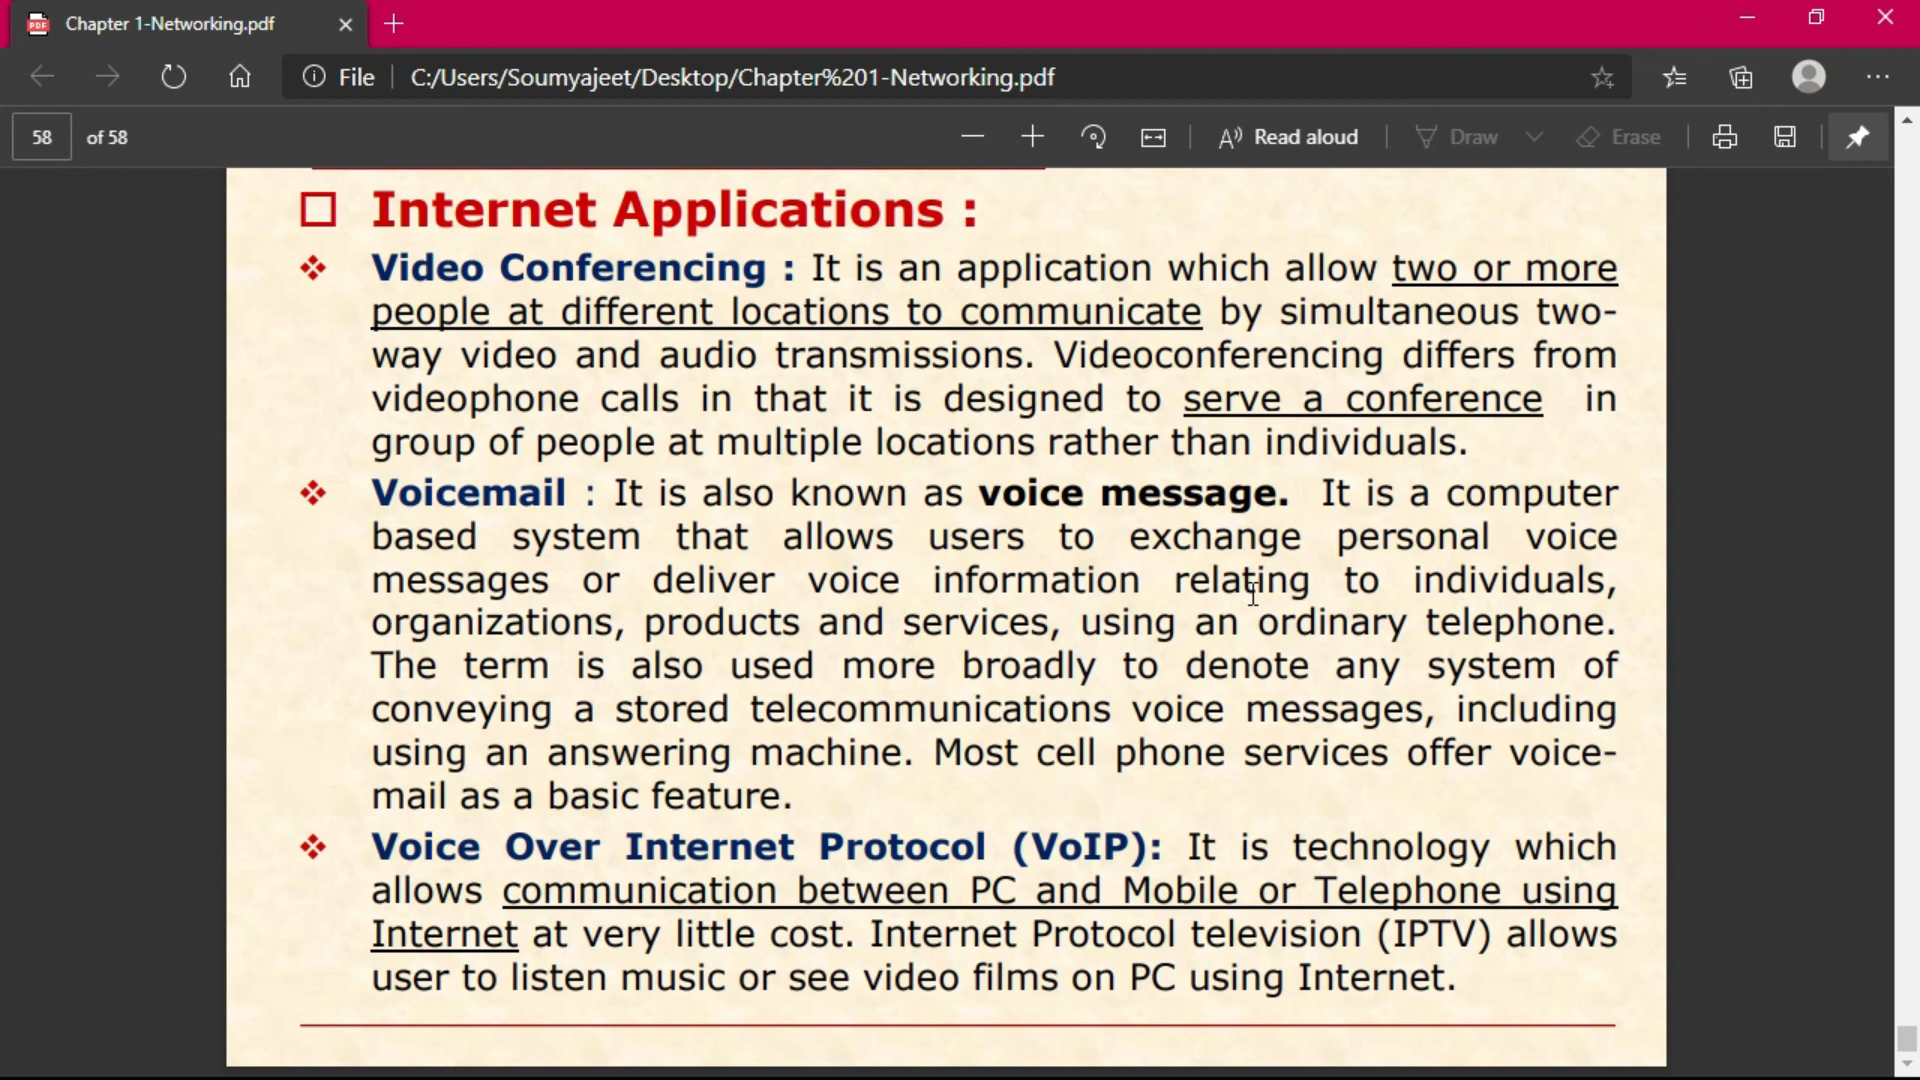 Chapter 1-Networking.pdf
File C:/Users/Soumyajeet/Desktop/Chapter%201-Networking.pdf
58 of 58 Read aloud Draw Erase
Internet Applications :
Video Conferencing : It is an application which allow two or more
people at different locations to communicate by simultaneous two-
way video and audio transmissions. Videoconferencing differs from
videophone calls in that it is designed to serve a conference in
group of people at multiple locations rather than individuals.
Voicemail : It is also known as voice message. It is a computer
based system that allows users to exchange personal voice
messages or deliver voice information relating to individuals,
organizations, products and services, using an ordinary telephone.
The term is also used more broadly to denote any system of
conveying a stored telecommunications voice messages, including
using an answering machine. Most cell phone services offer voice-
mail as a basic feature.
Voice Over Internet Protocol (VoIP): It is technology which
allows communication between PC and Mobile or Telephone using
Internet at very little cost. Internet Protocol television (IPTV) allows
user to listen music or see video films on PC using Internet.